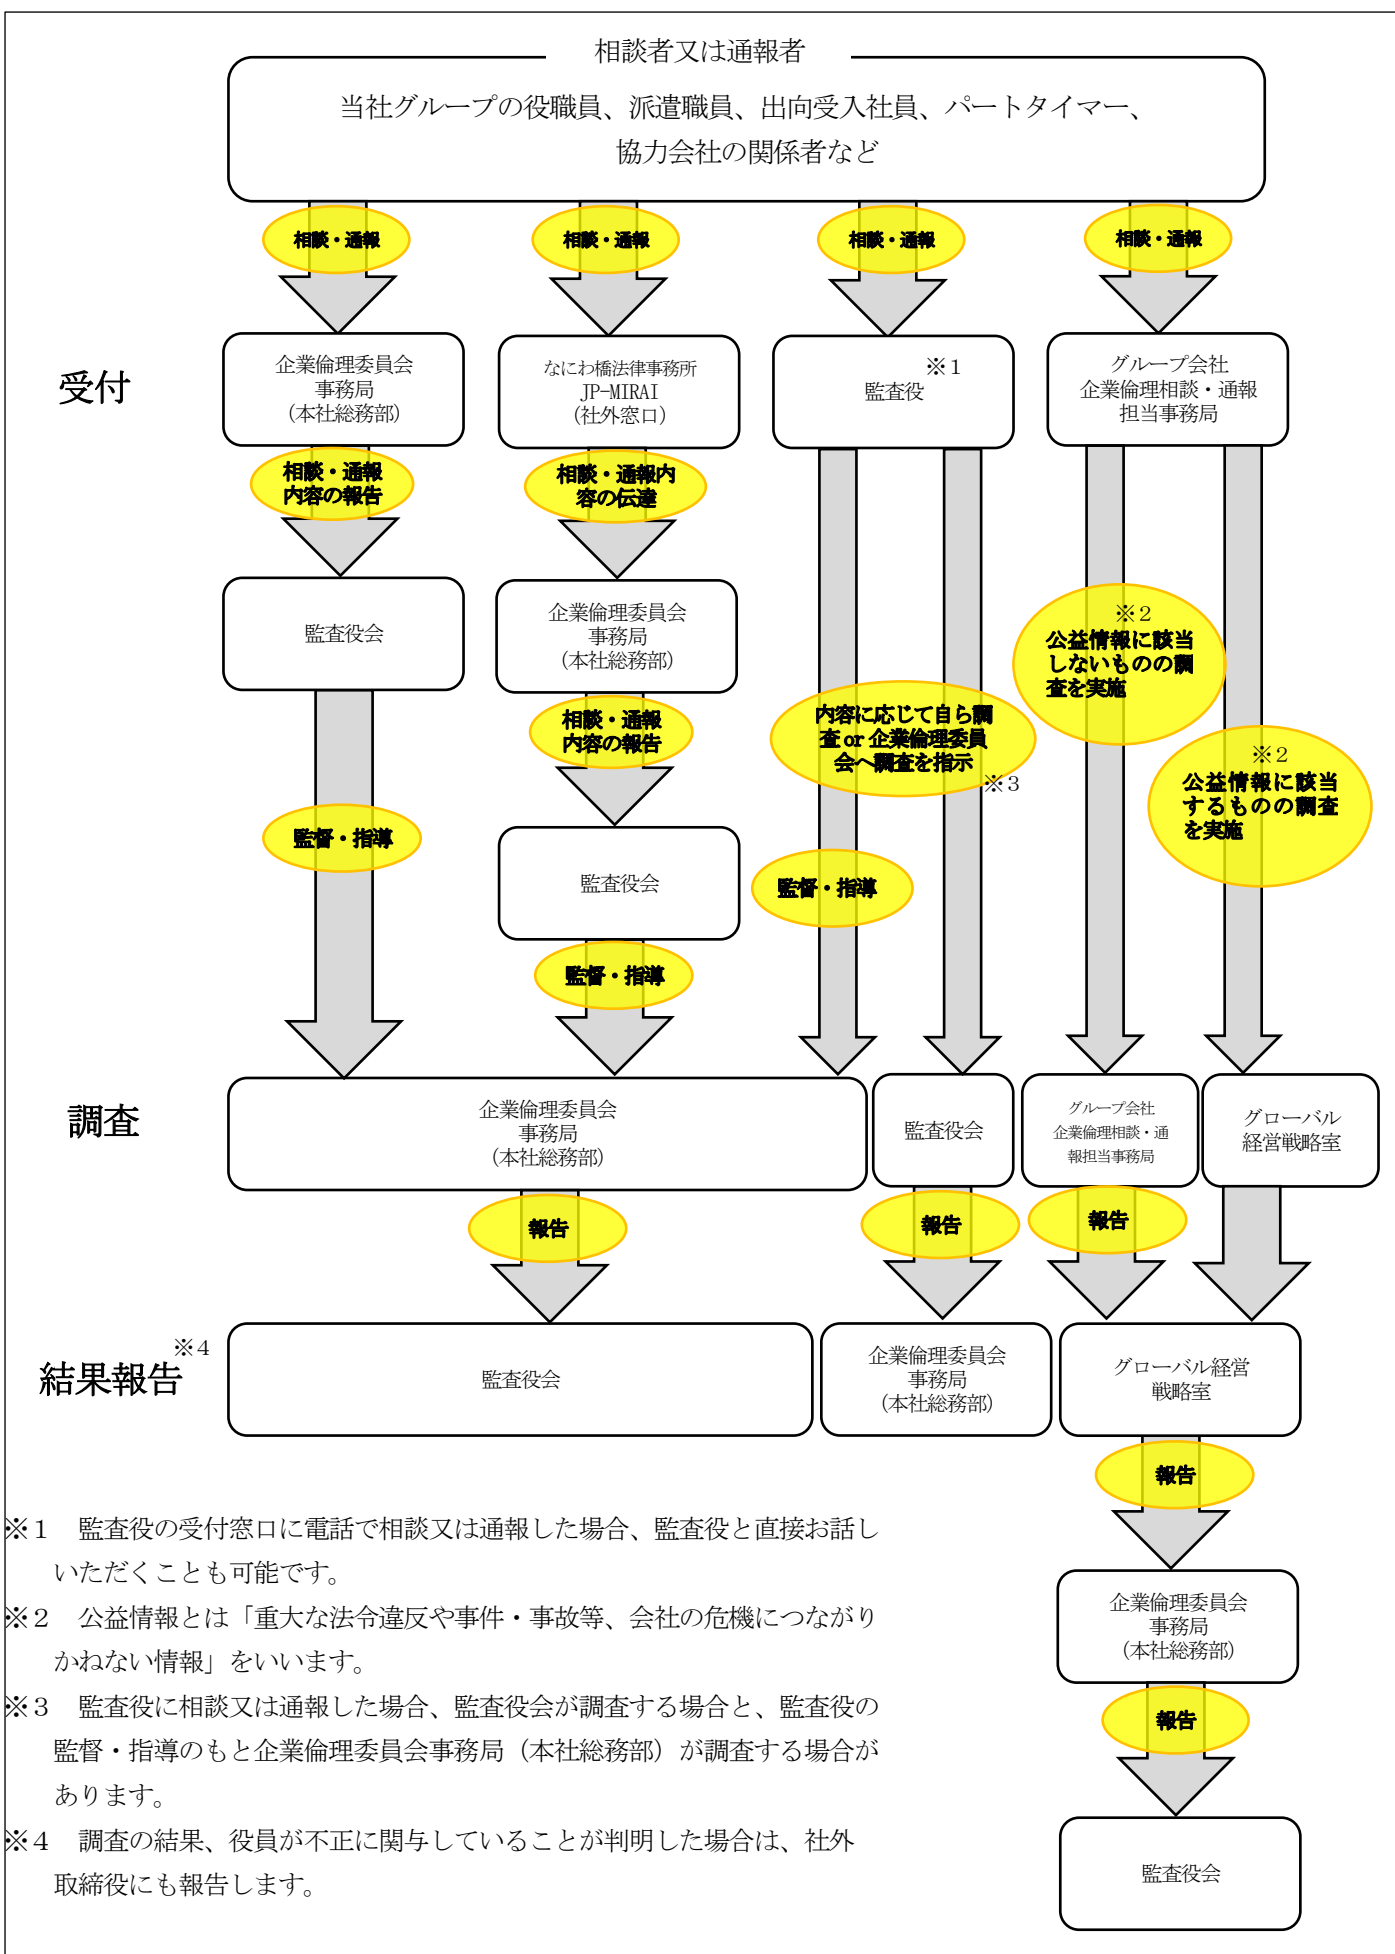 相談者又は通報者
当社グループの役職員、派遣職員、出向受入社員、パートタイマー、
協力会社の関係者など
相談・通報
相談・通報
相談・通報
相談・通報
受付
企業倫理委員会
事務局
（本社総務部）
なにわ橋法律事務所
JP-MIRAI
（社外窓口）
※1
監査役
グループ会社
企業倫理相談・通報
担当事務局
相談・通報
内容の報告
相談・通報内
容の伝達
監査役会
企業倫理委員会
事務局
（本社総務部）
※2
公益情報に該当
しないものの調
査を実施
相談・通報
内容の報告
内容に応じて自ら調
査 or 企業倫理委員
会へ調査を指示
※3
※2
公益情報に該当
するものの調査
を実施
監督・指導
監査役会
監督・指導
監督・指導
調査
企業倫理委員会
事務局
（本社総務部）
監査役会
グループ会社
企業倫理相談・通
報担当事務局
グローバル
経営戦略室
報告
報告
報告
結果報告
※4
監査役会
企業倫理委員会
事務局
（本社総務部）
グローバル経営
戦略室
報告
企業倫理委員会
事務局
（本社総務部）
報告
監査役会
※1　監査役の受付窓口に電話で相談又は通報した場合、監査役と直接お話し
いただくことも可能です。
※2　公益情報とは「重大な法令違反や事件・事故等、会社の危機につながり
かねない情報」をいいます。
※3　監査役に相談又は通報した場合、監査役会が調査する場合と、監査役の
監督・指導のもと企業倫理委員会事務局（本社総務部）が調査する場合が
あります。
※4　調査の結果、役員が不正に関与していることが判明した場合は、社外
取締役にも報告します。